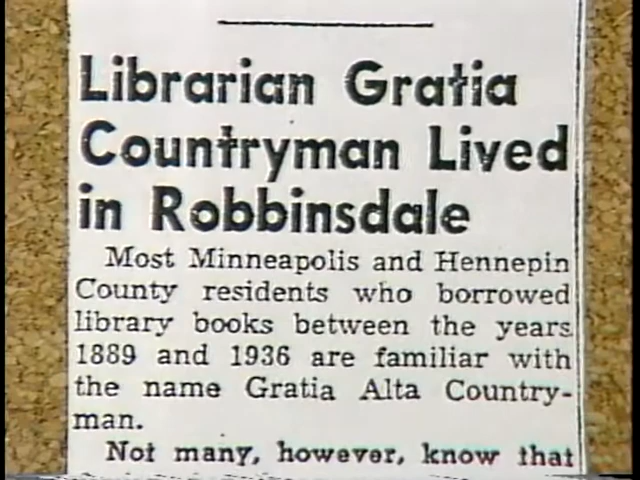 Librarian Gratia
Countryman Lived
in Robbinsdale
Most Minneapolis and Hennepin
County residents who borrowed
library books between the years
1889 and 1936 are familiar with
the name Gratia Alta Country-
man.
Not many, however, know that